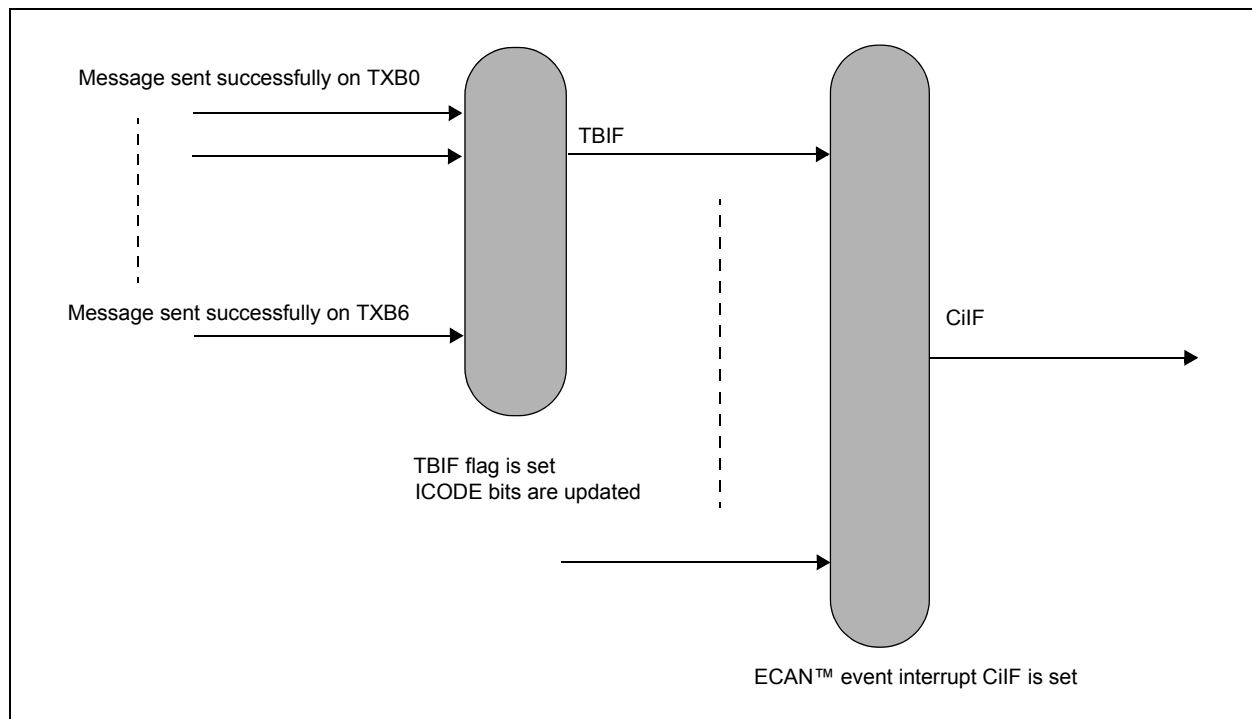 Message sent successfully on TXB0
TBIF
Message sent successfully on TXB6
CiIF
TBIF flag is set
ICODE bits are updated
ECAN™ event interrupt CiIF is set